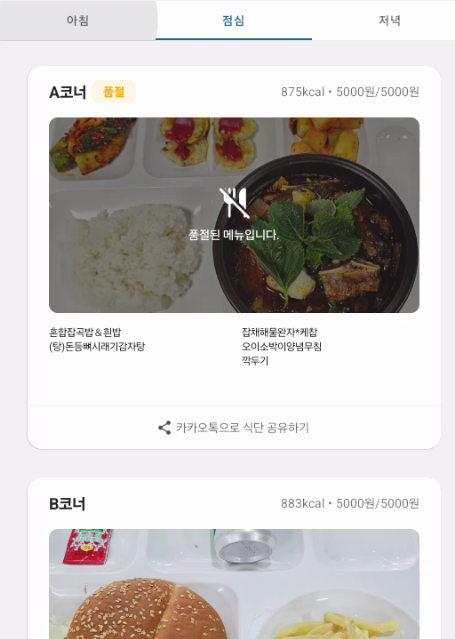 아침
점심
저녁
A코너 품절 875kcal • 5000원/5000원
품절된 메뉴입니다.
혼합잡곡밥&흰밥
(탕)돈등뼈시래기감자탕
잡채해물완자*케찹
오이소박이양념무침
깍두기
카카오톡으로 식단 공유하기
B코너 883kcal • 5000원/5000원